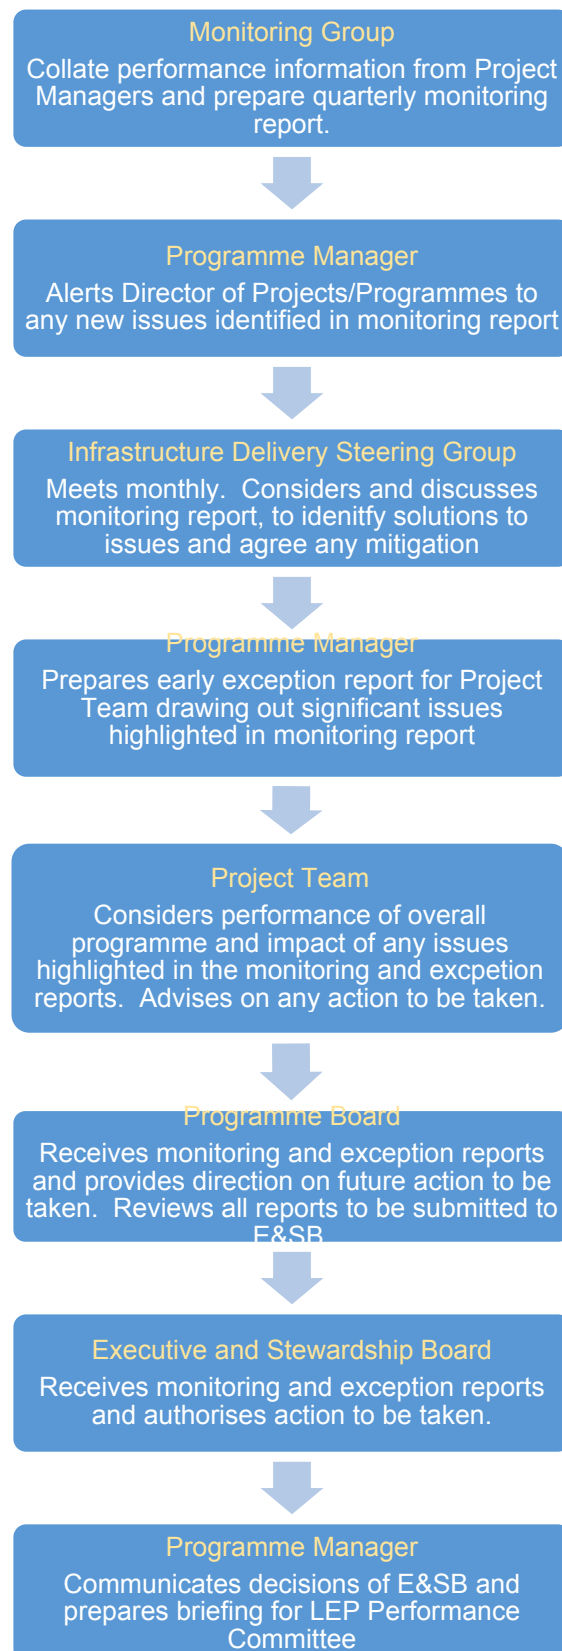 Monitoring Group
Collate performance information from Project
Managers and prepare quarterly monitoring
report.
Programme Manager
Alerts Director of Projects/Programmes to
any new issues identified in monitoring report
Infrastructure Delivery Steering Group
Meets monthly.  Considers and discusses
monitoring report, to idenitfy solutions to
issues and agree any mitigation
Programme Manager
Prepares early exception report for Project
Team drawing out significant issues
highlighted in monitoring report
Project Team
Considers performance of overall
programme and impact of any issues
highlighted in the monitoring and excpetion
reports.  Advises on any action to be taken.
Programme Board
Receives monitoring and exception reports
and provides direction on future action to be
taken.  Reviews all reports to be submitted to
E&SB
Executive and Stewardship Board
Receives monitoring and exception reports
and authorises action to be taken.
Programme Manager
Communicates decisions of E&SB and
prepares briefing for LEP Performance
Committee